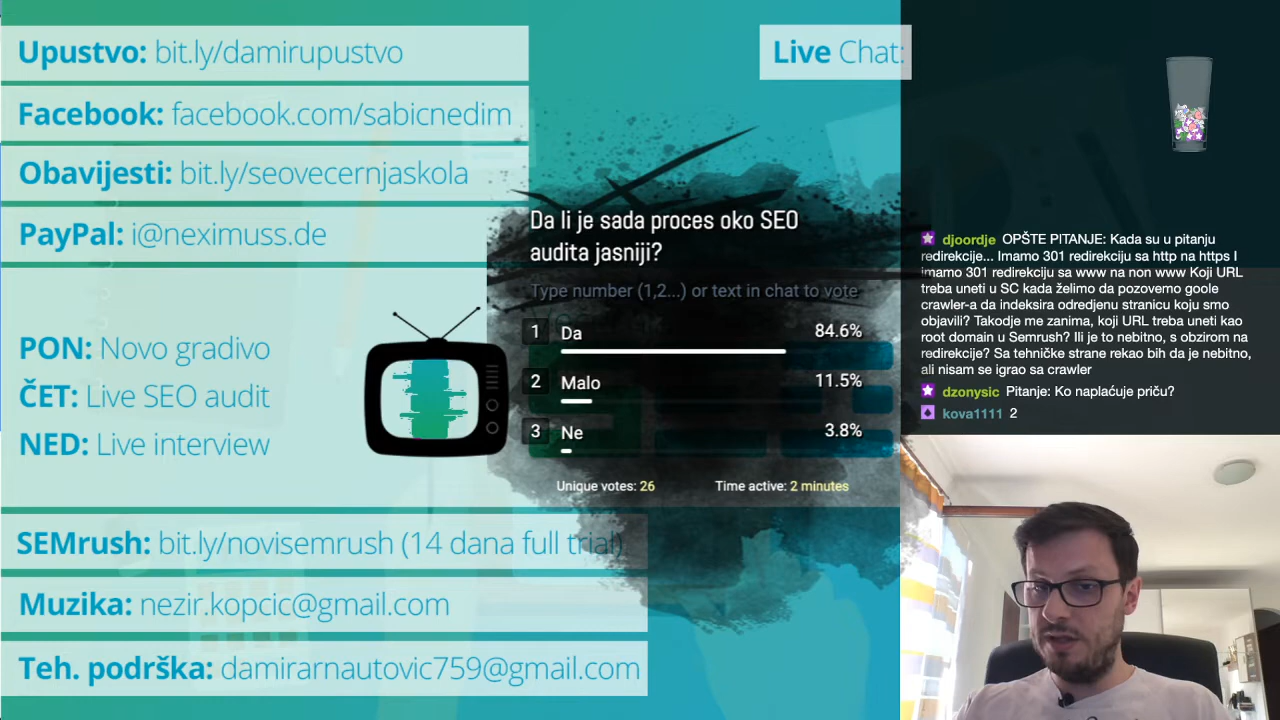 Upustvo: bit.ly/damirupustvo
Facebook: facebook.com/sabicnedim
Obavijesti: bit.ly/seovecernjaskola
PayPal: i@neximuss.de
PON: Novo gradivo
ČET: Live SEO audit
NED: Live interview
SEMrush: bit.ly/novisemrush (14 dana full trial)
Muzika: nezir.kopcic@gmail.com
Teh. podrška: damirarnautovic759@gmail.com
Da li je sada proces oko SEO
audita jasniji?
Type number (1,2...) or text in chat to vote
1 Da 84.6%
2 Malo 11.5%
3 Ne 3.8%
Unique votes: 26 Time active: 2 minutes
Live Chat:
djoordje OPŠTE PITANJE: Kada su u pitanju
redirekcije... Imamo 301 redirekciju sa http na https I
imamo 301 redirekciju sa www na non www Koji URL
treba uneti u SC kada želimo da pozovemo goole
crawler-a da indeksira odredjenu stranicu koju smo
objavili? Takodje me zanima, koji URL treba uneti kao
root domain u Semrush? Ili je to nebitno, s obzirom na
redirekcije? Sa tehničke strane rekao bih da je nebitno,
ali nisam se igrao sa crawler
dzonysic Pitanje: Ko naplaćuje priču?
kova1111 2